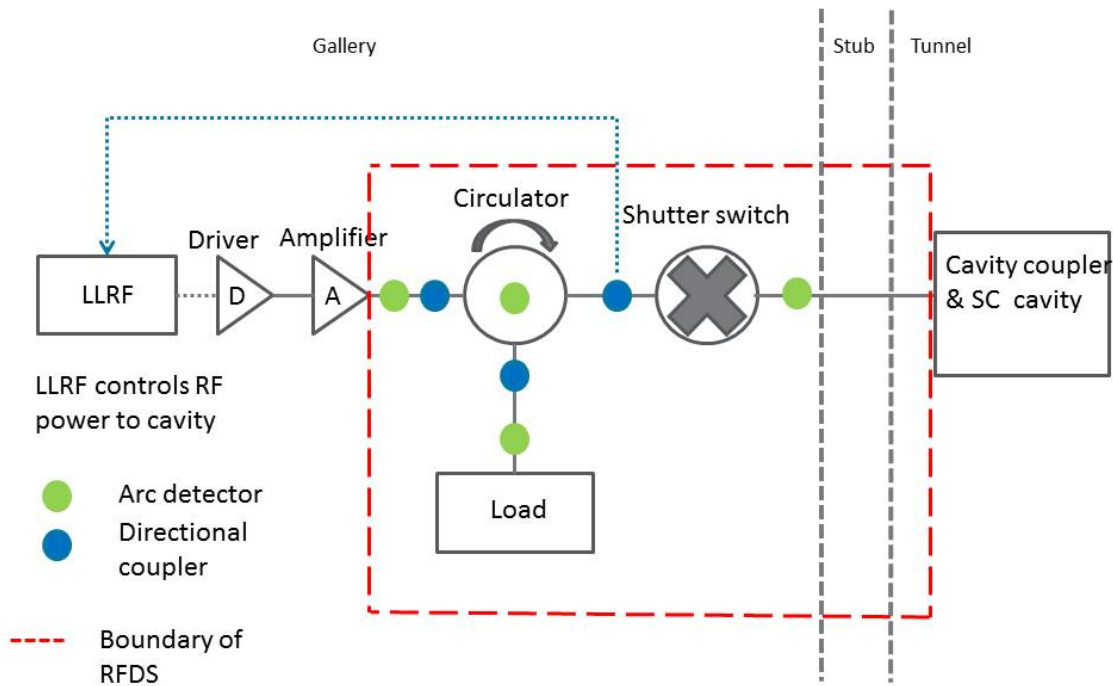 Gallery
Stub
Tunnel
Circulator
Shutter switch
Driver
Amplifier
LLRF
D
A
Cavity coupler
& SC cavity
LLRF controls RF
power to cavity
Arc detector
Directional
coupler
Load
Boundary of
RFDS